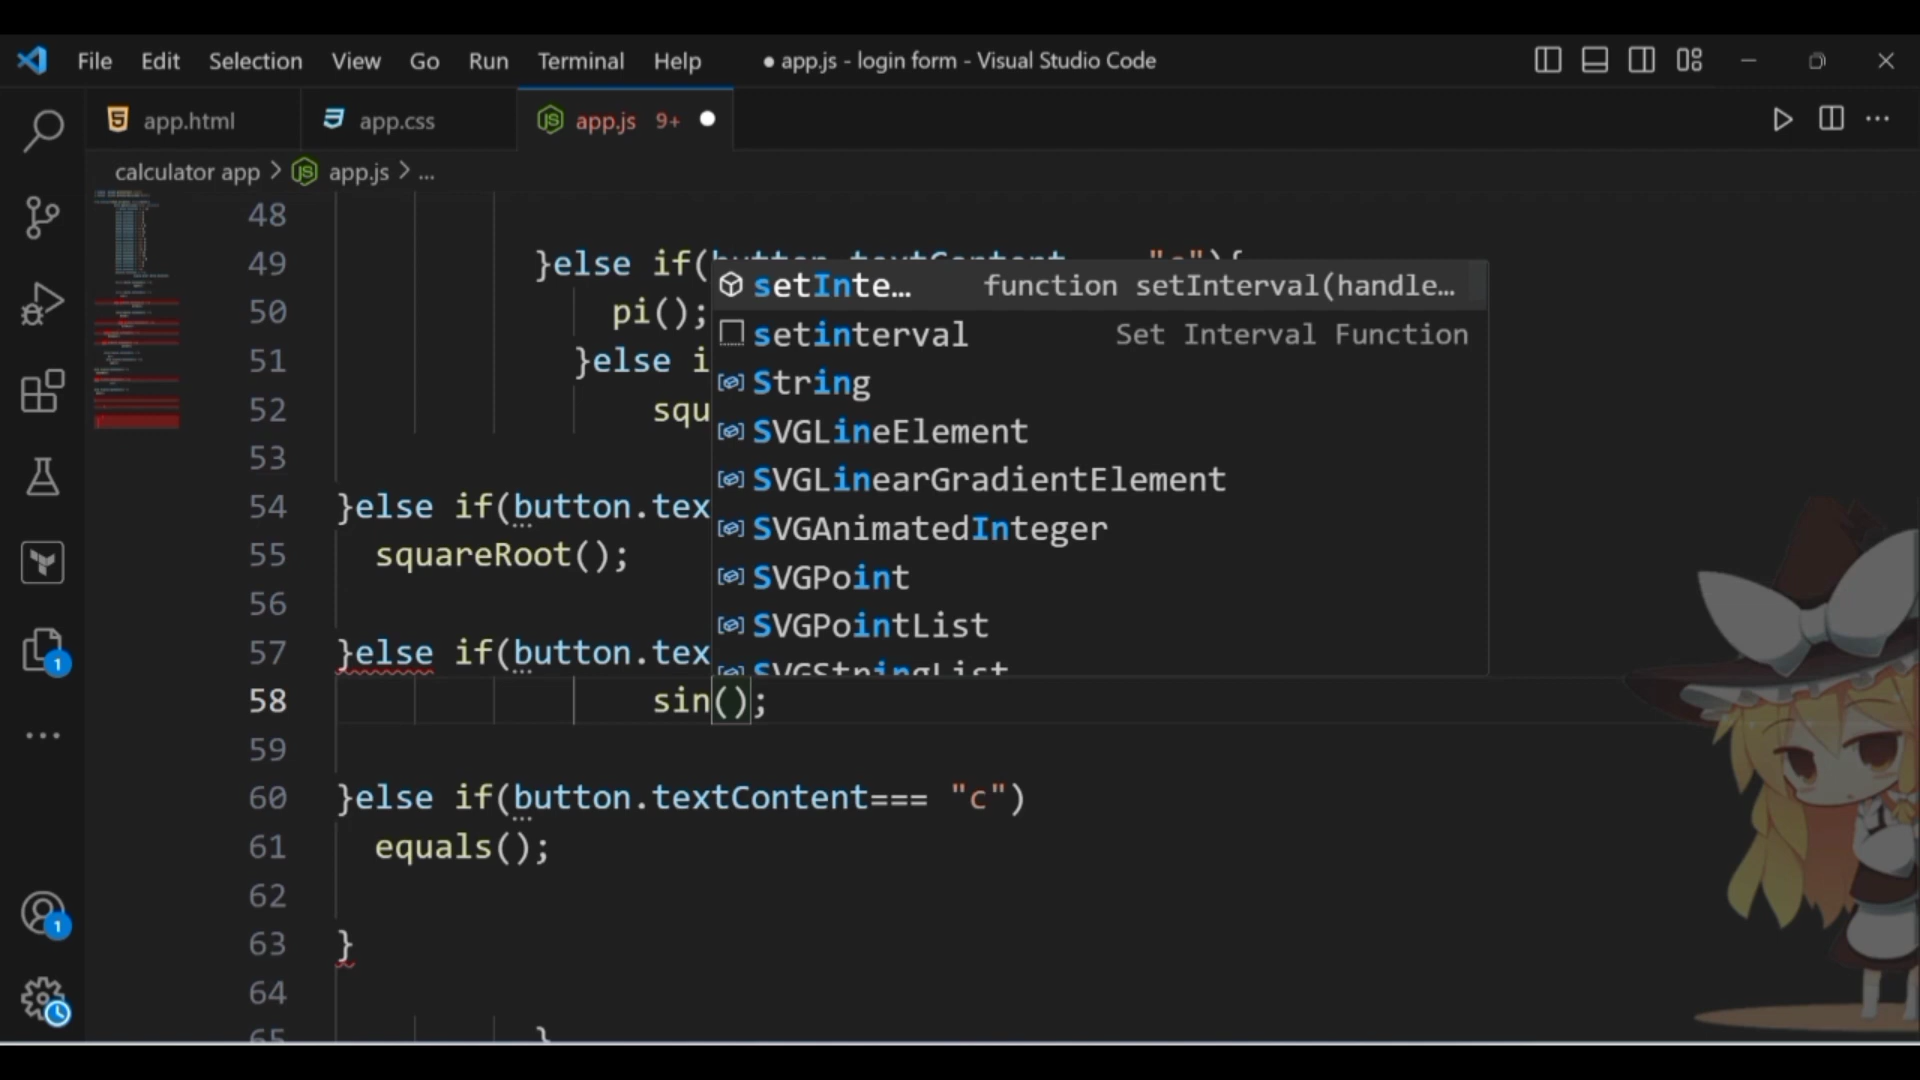 File Edit Selection View Go Run Terminal Help ● app.js - login form - Visual Studio Code
app.html app.css app.js 9+
calculator app > app.js > ...
48
49 }else if(button.textContent "c"){
50 pi();
51 }else i
52 squ
53
54 }else if(button.tex
55 squareRoot();
56
57 }else if(button.tex
58 sin();
59
60 }else if(button.textContent=== "c")
61 equals();
62
63 }
64
65 }
setInte… function setInterval(handle…
setinterval Set Interval Function
String
SVGLineElement
SVGLinearGradientElement
SVGAnimatedInteger
SVGPoint
SVGPointList
SVGStringList
1
1